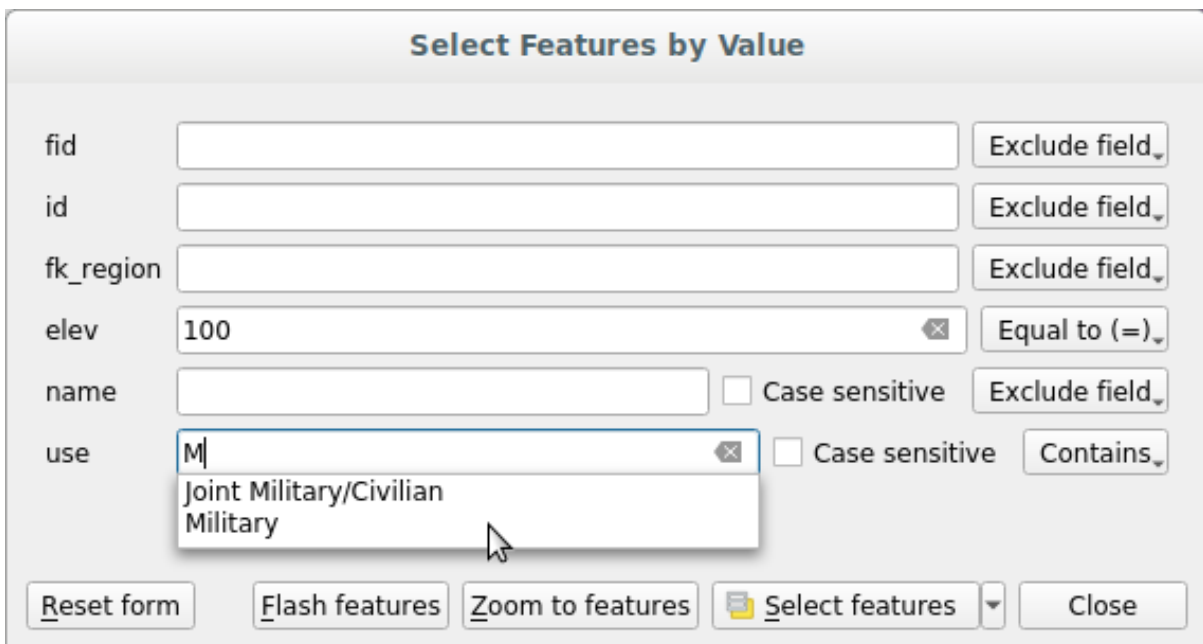 Select Features by Value
fid Exclude field
id Exclude field
fk_region Exclude field
elev 100 Equal to (=)
name Case sensitive Exclude field
use M Case sensitive Contains
Joint Military/Civilian
Military
Reset form Flash features Zoom to features Select features Close